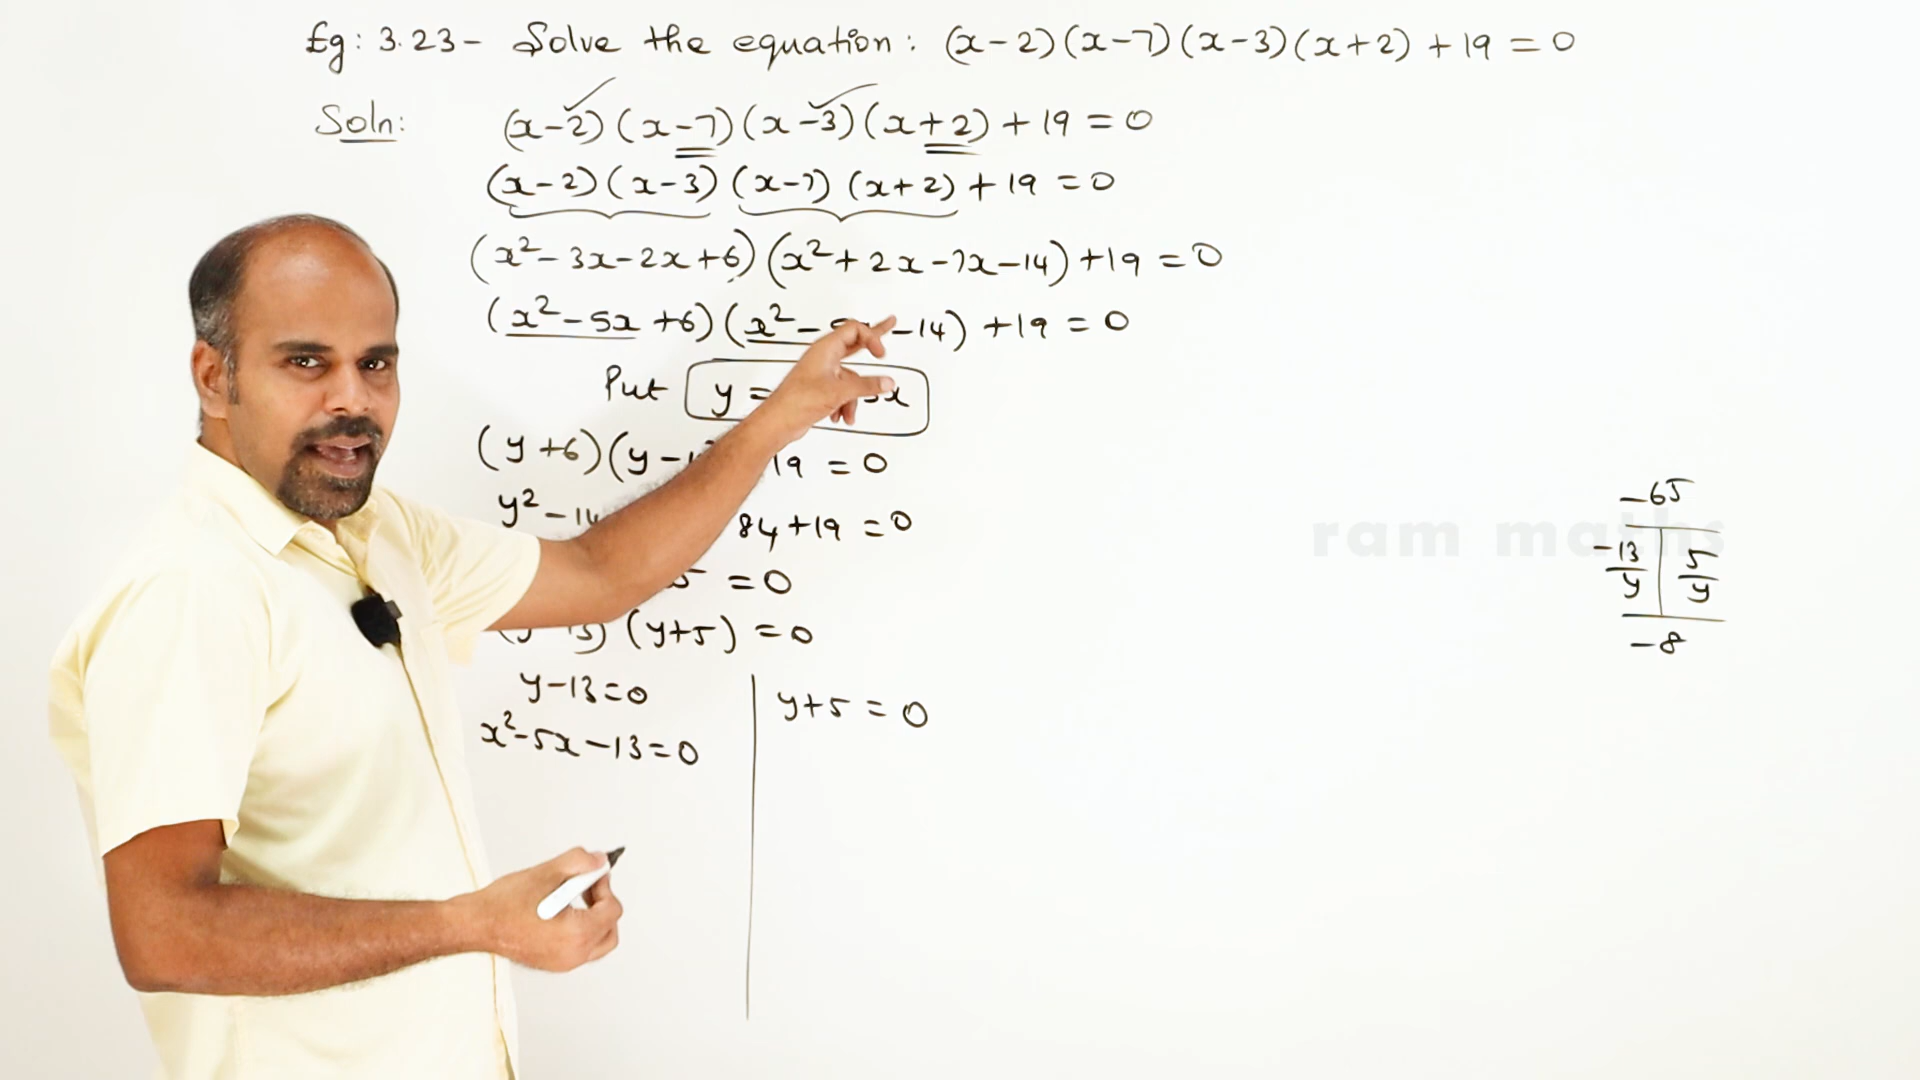 Eg: 3.23- Solve the equation: (x-2)(x-7)(x-3)(x+2)+19=0
Soln: (x-2)(x-7)(x-3)(x+2)+19=0
(x-2)(x-3)(x-7)(x+2)+19=0
(x²-3x-2x+6)(x²+2x-7x-14)+19=0
(x²-5x+6)(x²- -14)+19=0
Put y= x
(y+6)(y- 19=0
y²-14 84+19=0
5=0
(y+5)=0
y-13=0
x²-5x-13=0
y+5=0
ram maths
-65
-13/y 5/y
-8